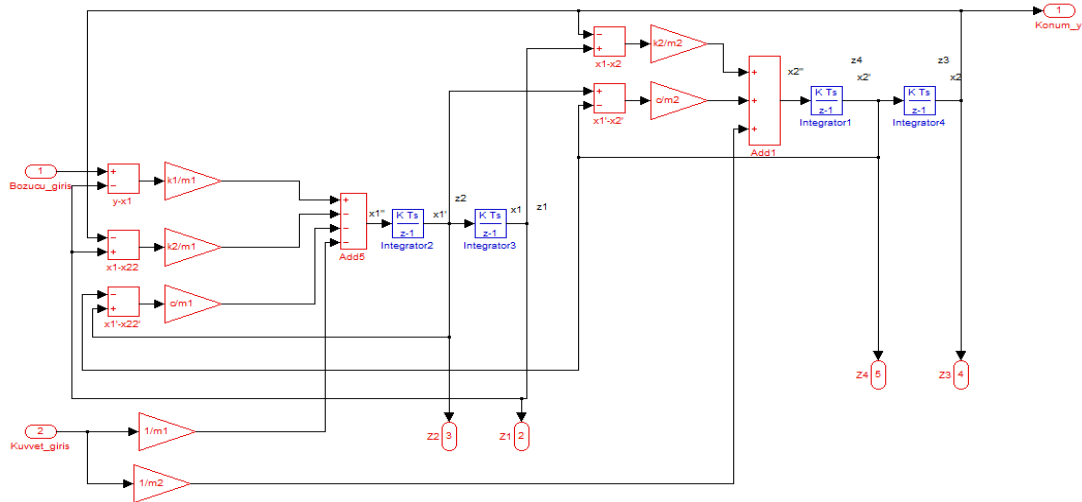 1
Konum_y
−
+
x1-x2
k2/m2
+
−
x1'-x2'
c/m2
+
+
+
Add1
x2''
K Ts
z-1
Integrator1
z4
x2'
K Ts
z-1
Integrator4
z3
x2
1
Bozucu_giris
+
−
y-x1
k1/m1
−
+
x1-x22
k2/m1
−
+
x1'-x22'
c/m1
+
−
−
−
Add5
x1''
K Ts
z-1
Integrator2
x1'
z2
K Ts
z-1
Integrator3
x1
z1
Z4
5
Z3
4
2
Kuvvet_giris
1/m1
1/m2
Z2
3
Z1
2